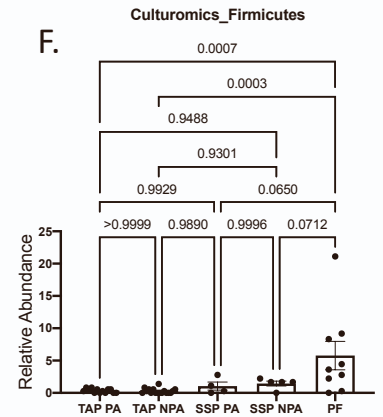 Culturomics_Firmicutes
F.
0.0007
0.0003
0.9488
0.9301
0.9929 0.0650
>0.9999 0.9890 0.9996 0.0712
Relative Abundance
25
20
15
10
5
0
TAP PA TAP NPA SSP PA SSP NPA PF